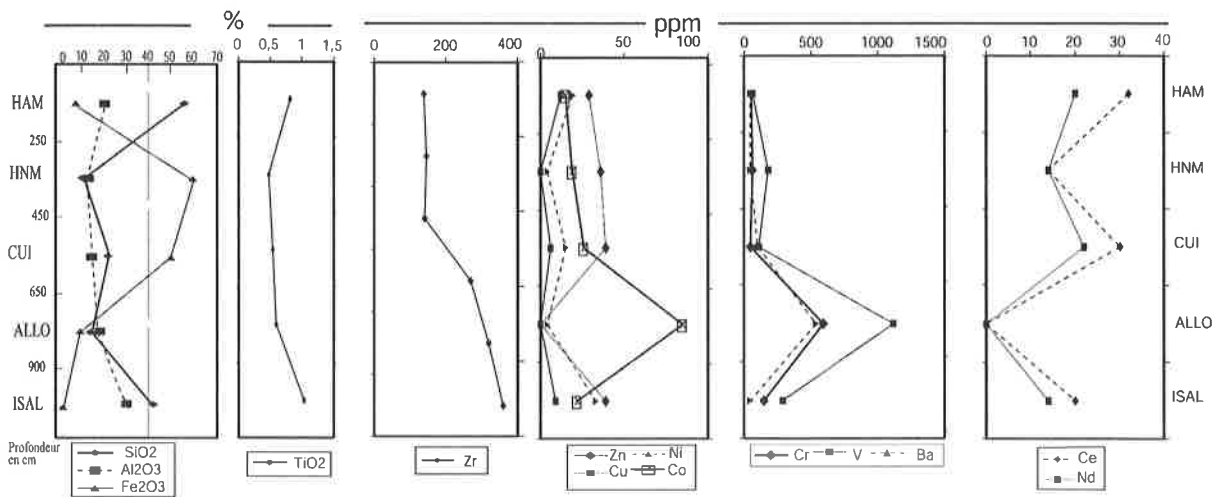 % ppm
0 10 20 30 40 50 60 70
0 0,5 1 1,5
0 200 400
0 50 100
0 500 1000 1500
0 10 20 30 40
HAM HAM
250
HNM HNM
450
CUI CUI
650
ALLO ALLO
900
ISAL ISAL
Profondeur
en cm
SiO2
Al2O3
Fe2O3
TiO2
Zr
Zn Ni
Cu Co
Cr V Ba
Ce
Nd